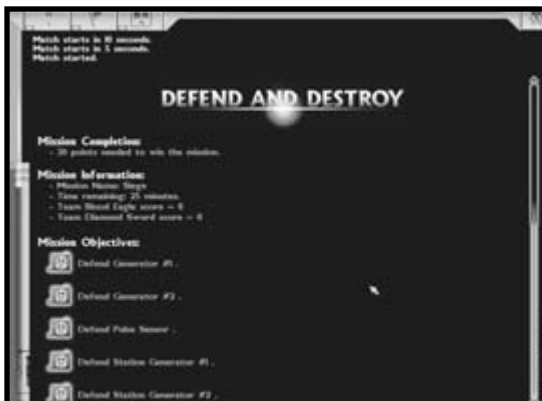 Match starts in 10 seconds.
Match starts in 5 seconds.
Match started.
DEFEND AND DESTROY
Mission Completion:
- 20 points needed to win the mission.
Mission Information:
- Mission Name: Siege
- Time remaining: 25 minutes.
- Team Blood Eagle score = 0
- Team Diamond Sword score = 0
Mission Objectives:
Defend Generator #1.
Defend Generator #2.
Defend Pulse Sensor.
Defend Station Generator #1.
Defend Station Generator #2.